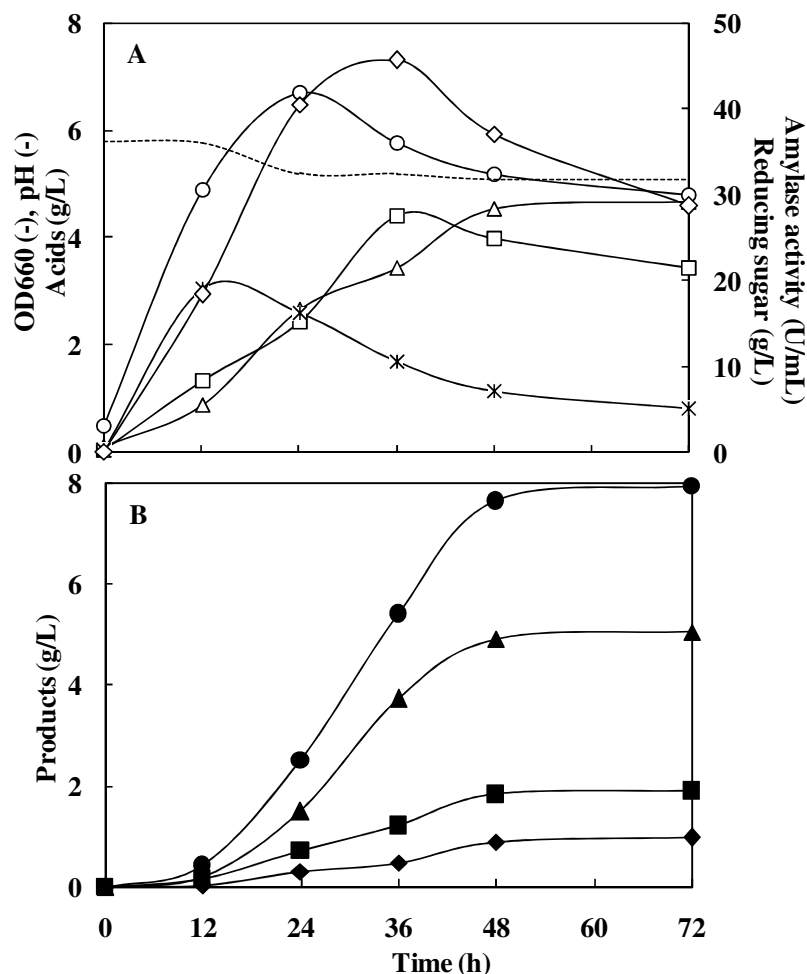 A
8
6
4
2
0
OD660 (-), pH (-)
Acids (g/L)
50
40
30
20
10
0
Amylase activity (U/mL)
Reducing sugar (g/L)
B
8
6
4
2
0
Products (g/L)
0 12 24 36 48 60 72
Time (h)